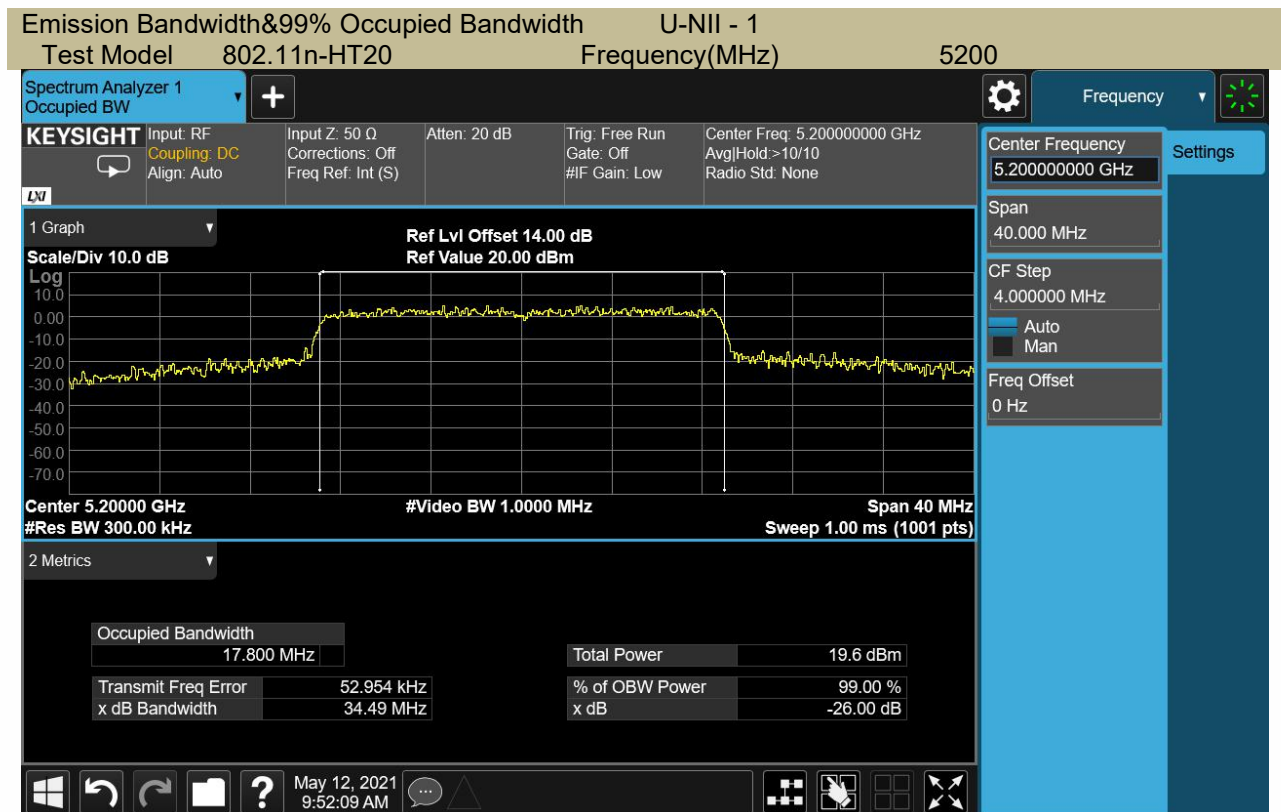 Emission Bandwidth&99% Occupied Bandwidth U-NII - 1
Test Model 802.11n-HT20 Frequency(MHz) 5200
Spectrum Analyzer 1
Occupied BW
Frequency
KEYSIGHT
LXI
Input: RF
Coupling: DC
Align: Auto
Input Z: 50 Ω
Corrections: Off
Freq Ref: Int (S)
Atten: 20 dB
Trig: Free Run
Gate: Off
#IF Gain: Low
Center Freq: 5.200000000 GHz
Avg|Hold:>10/10
Radio Std: None
Center Frequency
5.200000000 GHz
Settings
Span
40.000 MHz
CF Step
4.000000 MHz
Auto
Man
Freq Offset
0 Hz
1 Graph
Scale/Div 10.0 dB
Ref Lvl Offset 14.00 dB
Ref Value 20.00 dBm
Log
10.0
0.00
-10.0
-20.0
-30.0
-40.0
-50.0
-60.0
-70.0
Center 5.20000 GHz
#Res BW 300.00 kHz
#Video BW 1.0000 MHz
Span 40 MHz
Sweep 1.00 ms (1001 pts)
2 Metrics
Occupied Bandwidth
17.800 MHz
Total Power 19.6 dBm
Transmit Freq Error 52.954 kHz
% of OBW Power 99.00 %
x dB Bandwidth 34.49 MHz
x dB -26.00 dB
?
May 12, 2021
9:52:09 AM